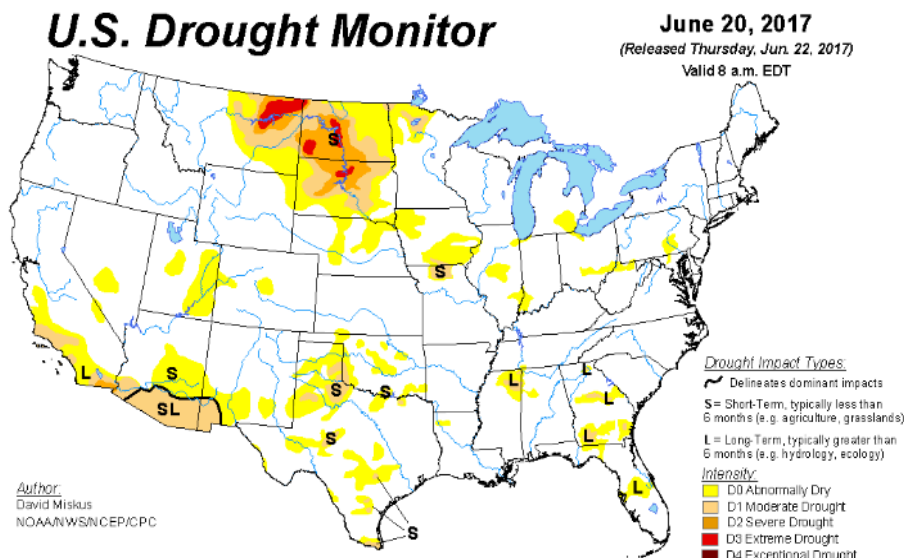 U.S. Drought Monitor
June 20, 2017
(Released Thursday, Jun. 22, 2017)
Valid 8 a.m. EDT
S
S
L
S
S L
S
S
S
S
L
L
L
L
L
Drought Impact Types:
Delineates dominant impacts
S = Short-Term, typically less than
6 months (e.g. agriculture, grasslands)
L = Long-Term, typically greater than
6 months (e.g. hydrology, ecology)
Intensity:
D0 Abnormally Dry
D1 Moderate Drought
D2 Severe Drought
D3 Extreme Drought
D4 Exceptional Drought
Author:
David Miskus
NOAA/NWS/NCEP/CPC